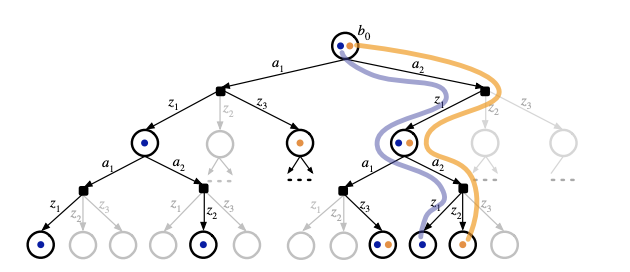 b₀
a₁ a₂
z₁ z₂ z₃ z₁ z₂ z₃
a₁ a₂ a₁ a₂
z₁ z₂ z₃ z₁ z₂ z₃ z₁ z₂ z₃ z₁ z₂ z₃